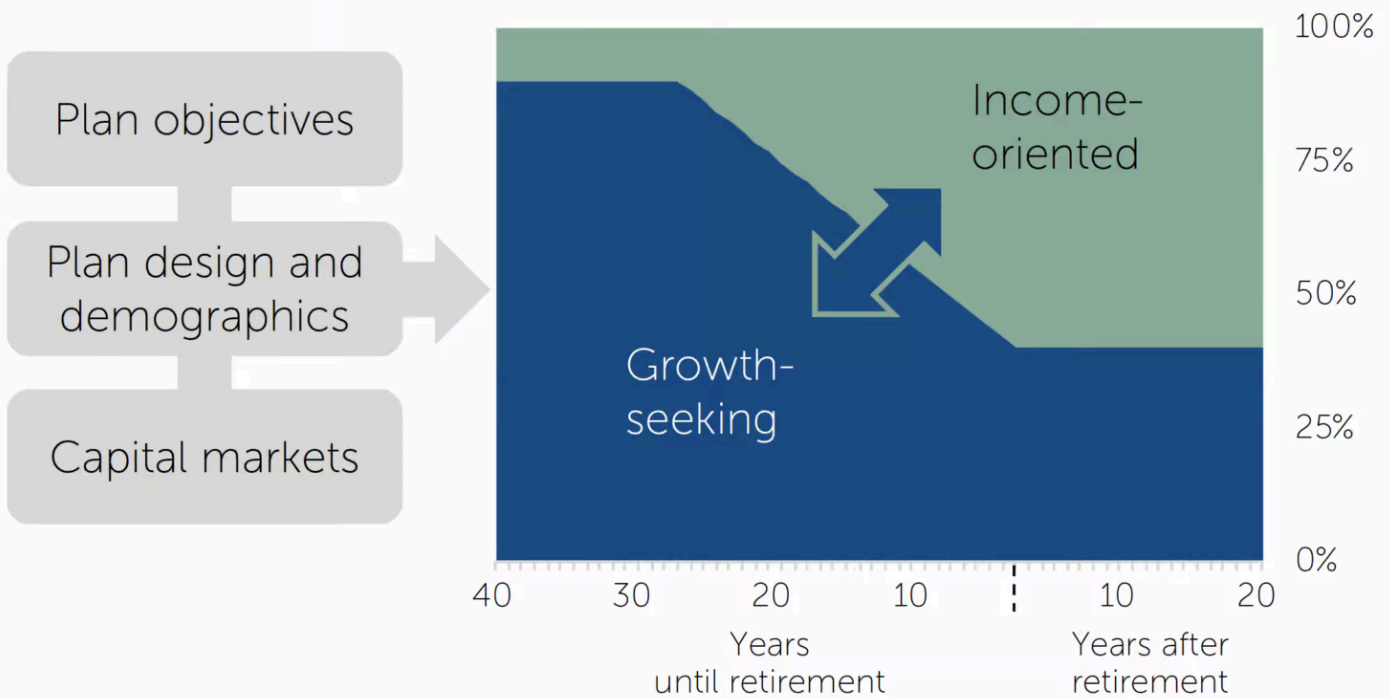 Plan objectives
Plan design and
demographics
Capital markets
Income-
oriented
Growth-
seeking
100%
75%
50%
25%
0%
40 30 20 10 10 20
Years
until retirement
Years after
retirement